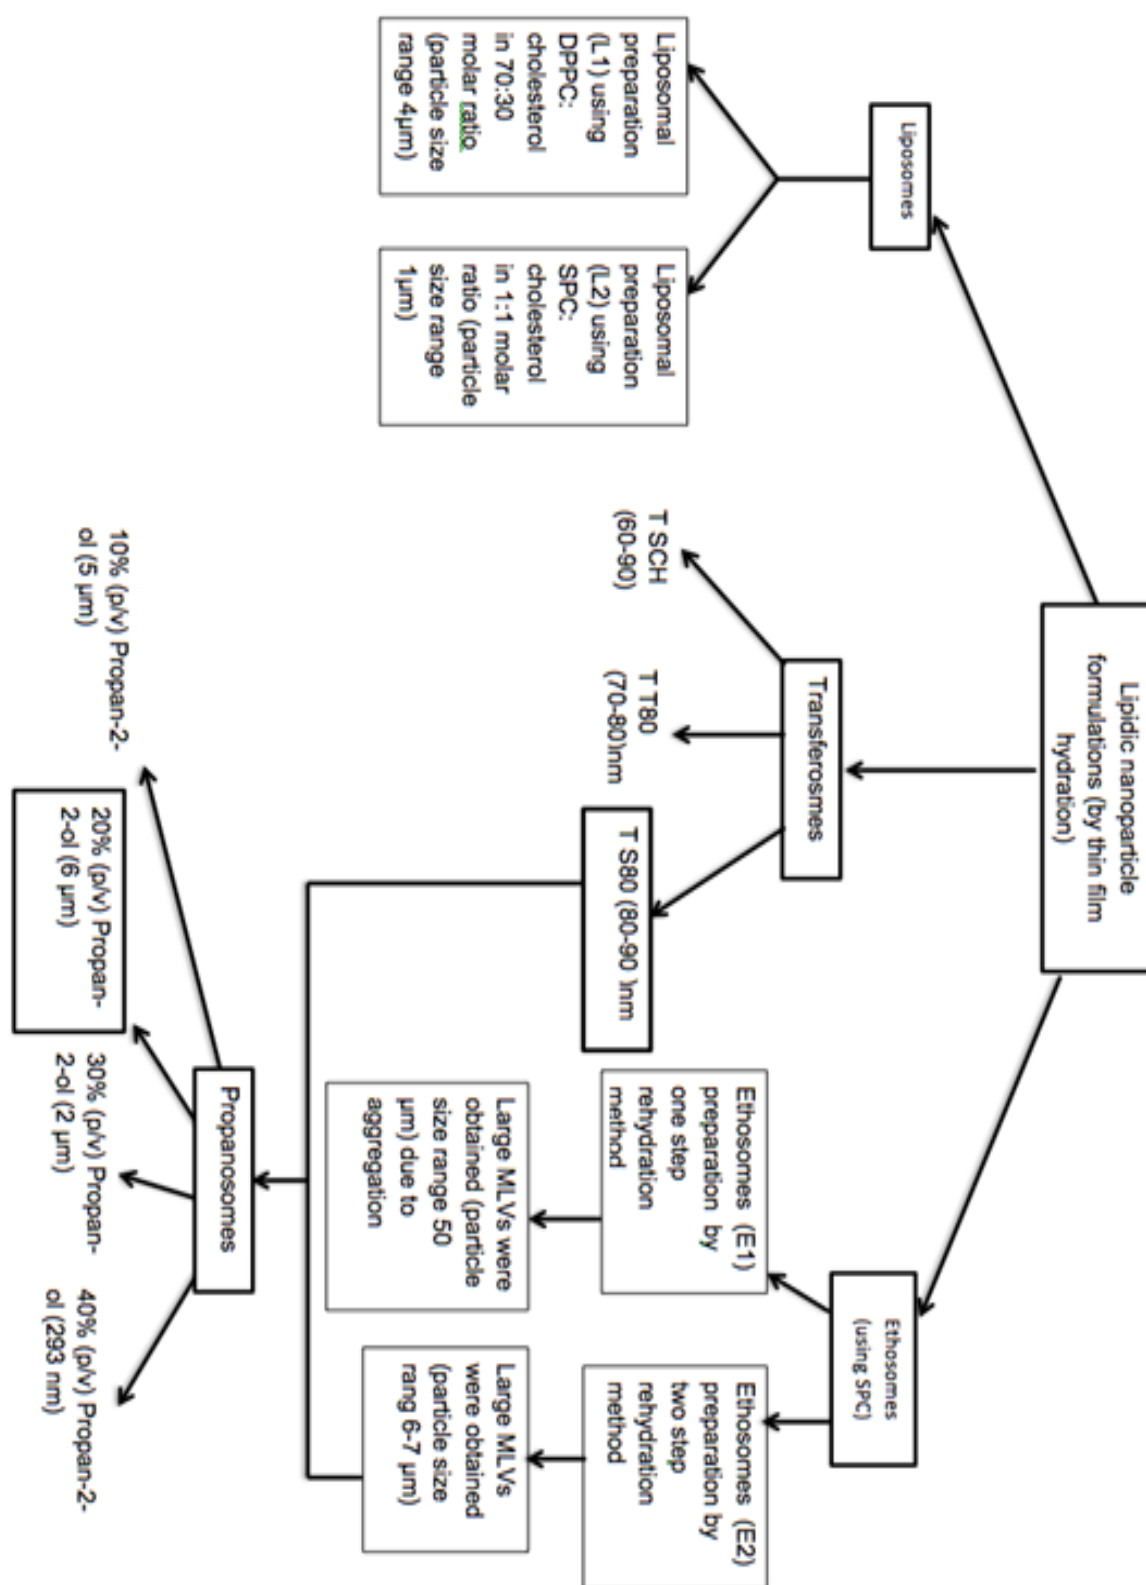 Lipidic nanoparticle
formulations (by thin film
hydration)
Liposomes
Liposomal
preparation
(L1) using
DPPC:
cholesterol
in 70:30
molar ratio
(particle size
range 4µm)
Liposomal
preparation
(L2) using
SPC:
cholesterol
in 1:1 molar
ratio (particle
size range
1µm)
Transferosmes
T SCH
(60-90)
T T80
(70-80)nm
T S80 (80-90 )nm
Ethosomes
(using SPC)
Ethosomes (E1)
preparation by
one step
rehydration
method
Ethosomes (E2)
preparation by
two step
rehydration
method
Large MLVs were
obtained (particle
size range 50
µm) due to
aggregation
Large MLVs
were obtained
(particle size
rang 6-7 µm)
Propanosomes
10% (p/v) Propan-2-
ol (5 µm)
20% (p/v) Propan-
2-ol (6 µm)
30% (p/v) Propan-
2-ol (2 µm)
40% (p/v) Propan-2-
ol (293 nm)